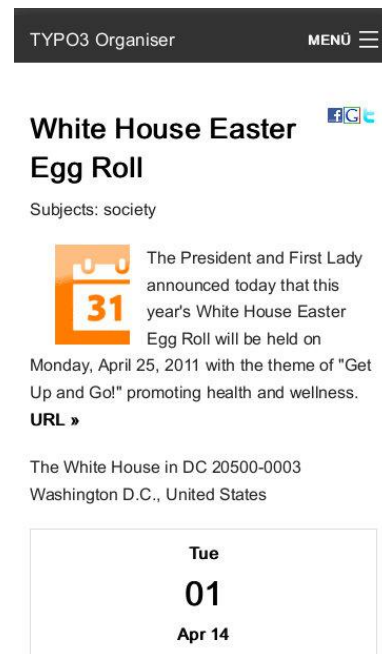 TYPO3 Organiser
MENÜ
White House Easter
Egg Roll
Subjects: society
31
The President and First Lady
announced today that this
year's White House Easter
Egg Roll will be held on
Monday, April 25, 2011 with the theme of "Get
Up and Go!" promoting health and wellness.
URL »
The White House in DC 20500-0003
Washington D.C., United States
Tue
01
Apr 14